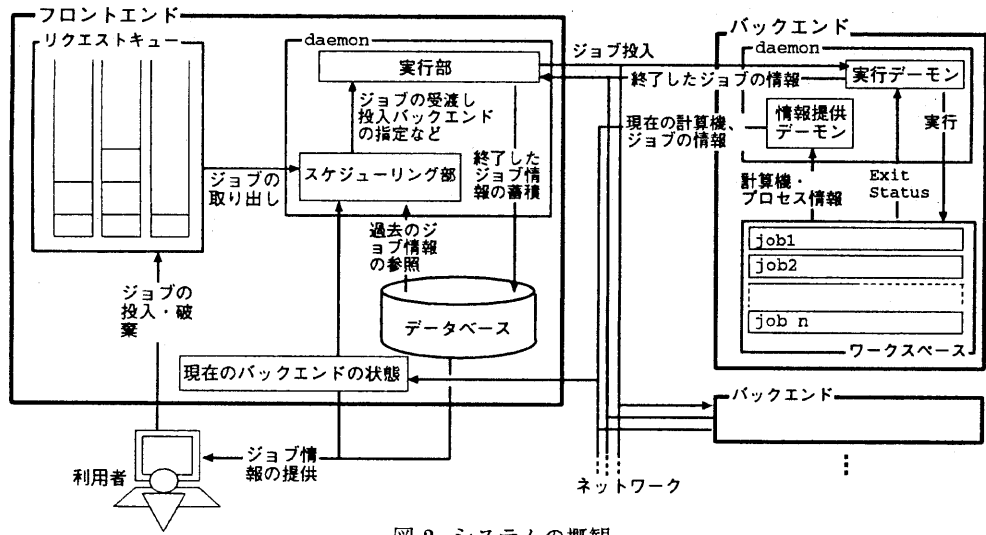 フロントエンド
リクエストキュー
daemon
実行部
ジョブの受渡し
投入バックエンド
の指定など
スケジューリング部
ジョブの
取り出し
終了した
ジョブ情
報の蓄積
過去のジ
ョブ情報
の参照
データベース
ジョブの
投入・破
棄
現在のバックエンドの状態
利用者
ジョブ情
報の提供
ジョブ投入
終了したジョブの情報
現在の計算機、
ジョブの情報
ネットワーク
バックエンド
daemon
実行デーモン
情報提供
デーモン
実行
計算機・
プロセス情報
Exit
Status
job1
job2
job n
ワークスペース
バックエンド
図 2 システムの概観